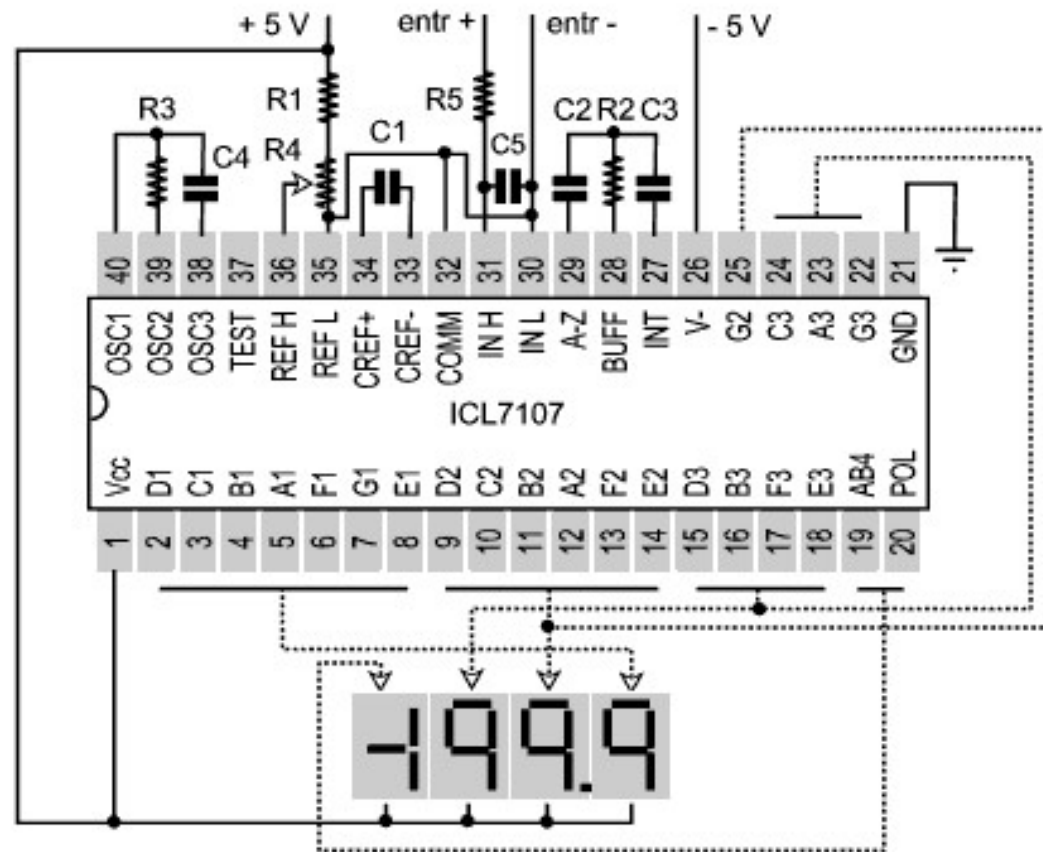 + 5 V entr + entr - - 5 V
R3 R1 R5 C2 R2 C3
C4 R4 C1 C5
40 39 38 37 36 35 34 33 32 31 30 29 28 27 26 25 24 23 22 21
OSC1 OSC2 OSC3 TEST REF H REF L CREF+ CREF- COMM IN H IN L A-Z BUFF INT V- G2 C3 A3 G3 GND
ICL7107
Vcc D1 C1 B1 A1 F1 G1 E1 D2 C2 B2 A2 F2 E2 D3 B3 F3 E3 AB4 POL
1 2 3 4 5 6 7 8 9 10 11 12 13 14 15 16 17 18 19 20
-199.9